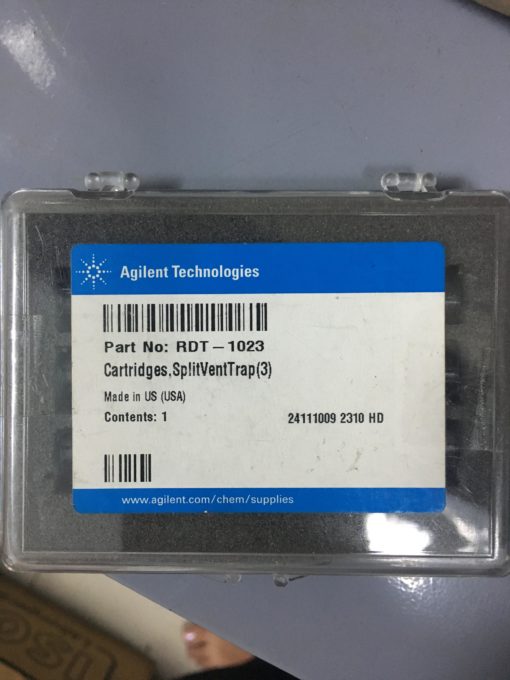 Agilent Technologies
Part No: RDT – 1023
Cartridges,SplitVentTrap(3)
Made in US (USA)
Contents: 1 24111009 2310 HD
www.agilent.com/chem/supplies